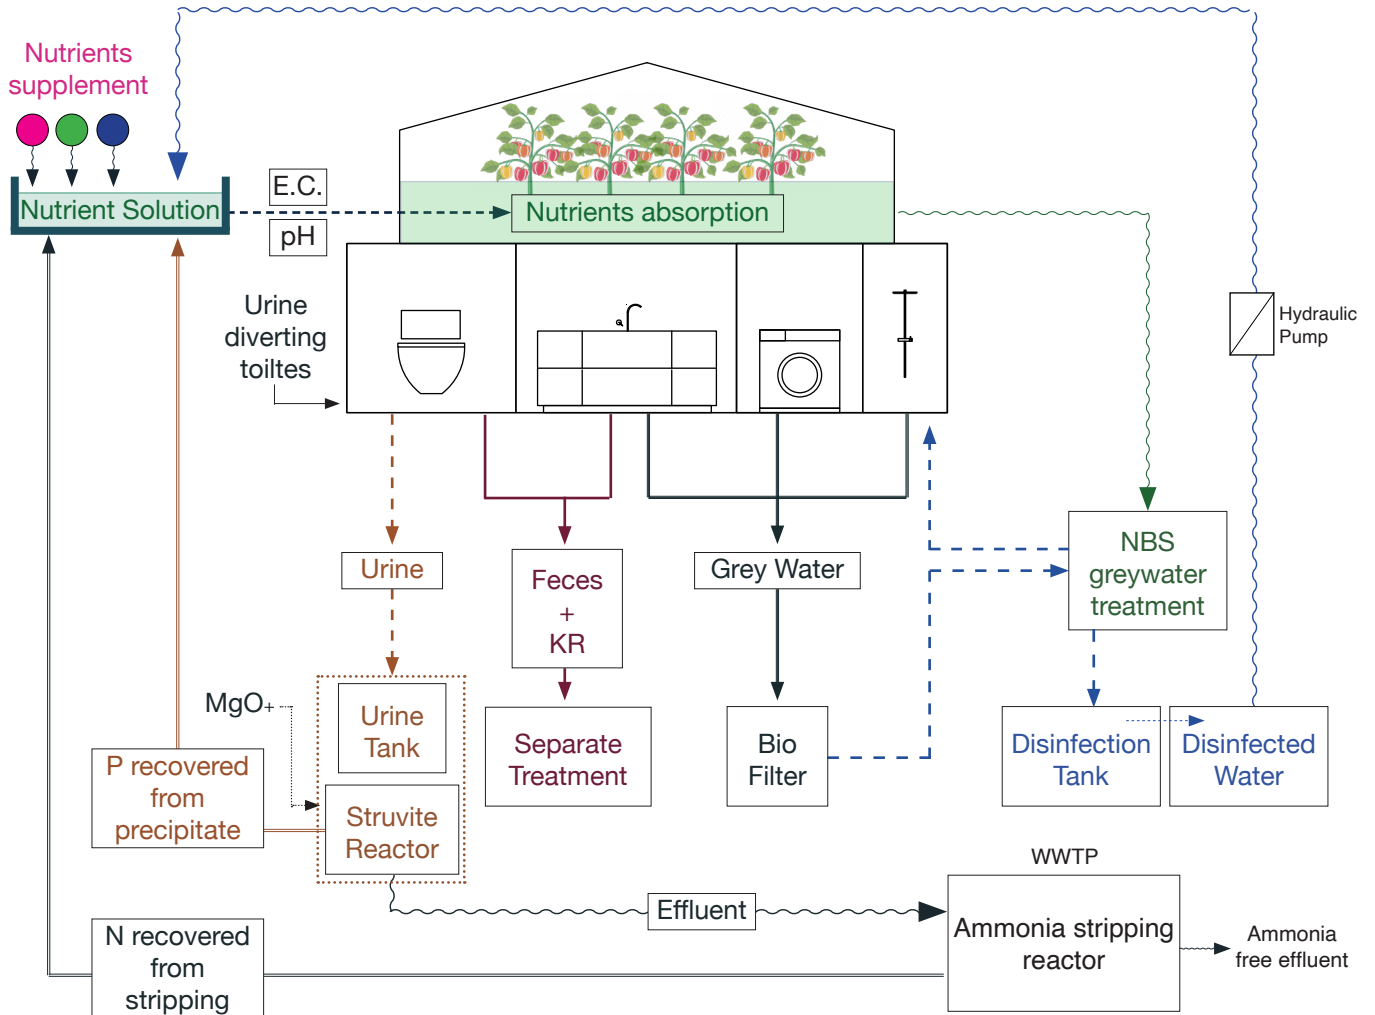 Nutrients
supplement
Nutrient Solution
E.C.
pH
Nutrients absorption
Urine
diverting
toiltes
Hydraulic
Pump
Urine
Feces
+
KR
Grey Water
NBS
greywater
treatment
MgO+
Urine
Tank
Struvite
Reactor
P recovered
from
precipitate
Separate
Treatment
Bio
Filter
Disinfection
Tank
Disinfected
Water
WWTP
Effluent
Ammonia stripping
reactor
Ammonia
free effluent
N recovered
from
stripping